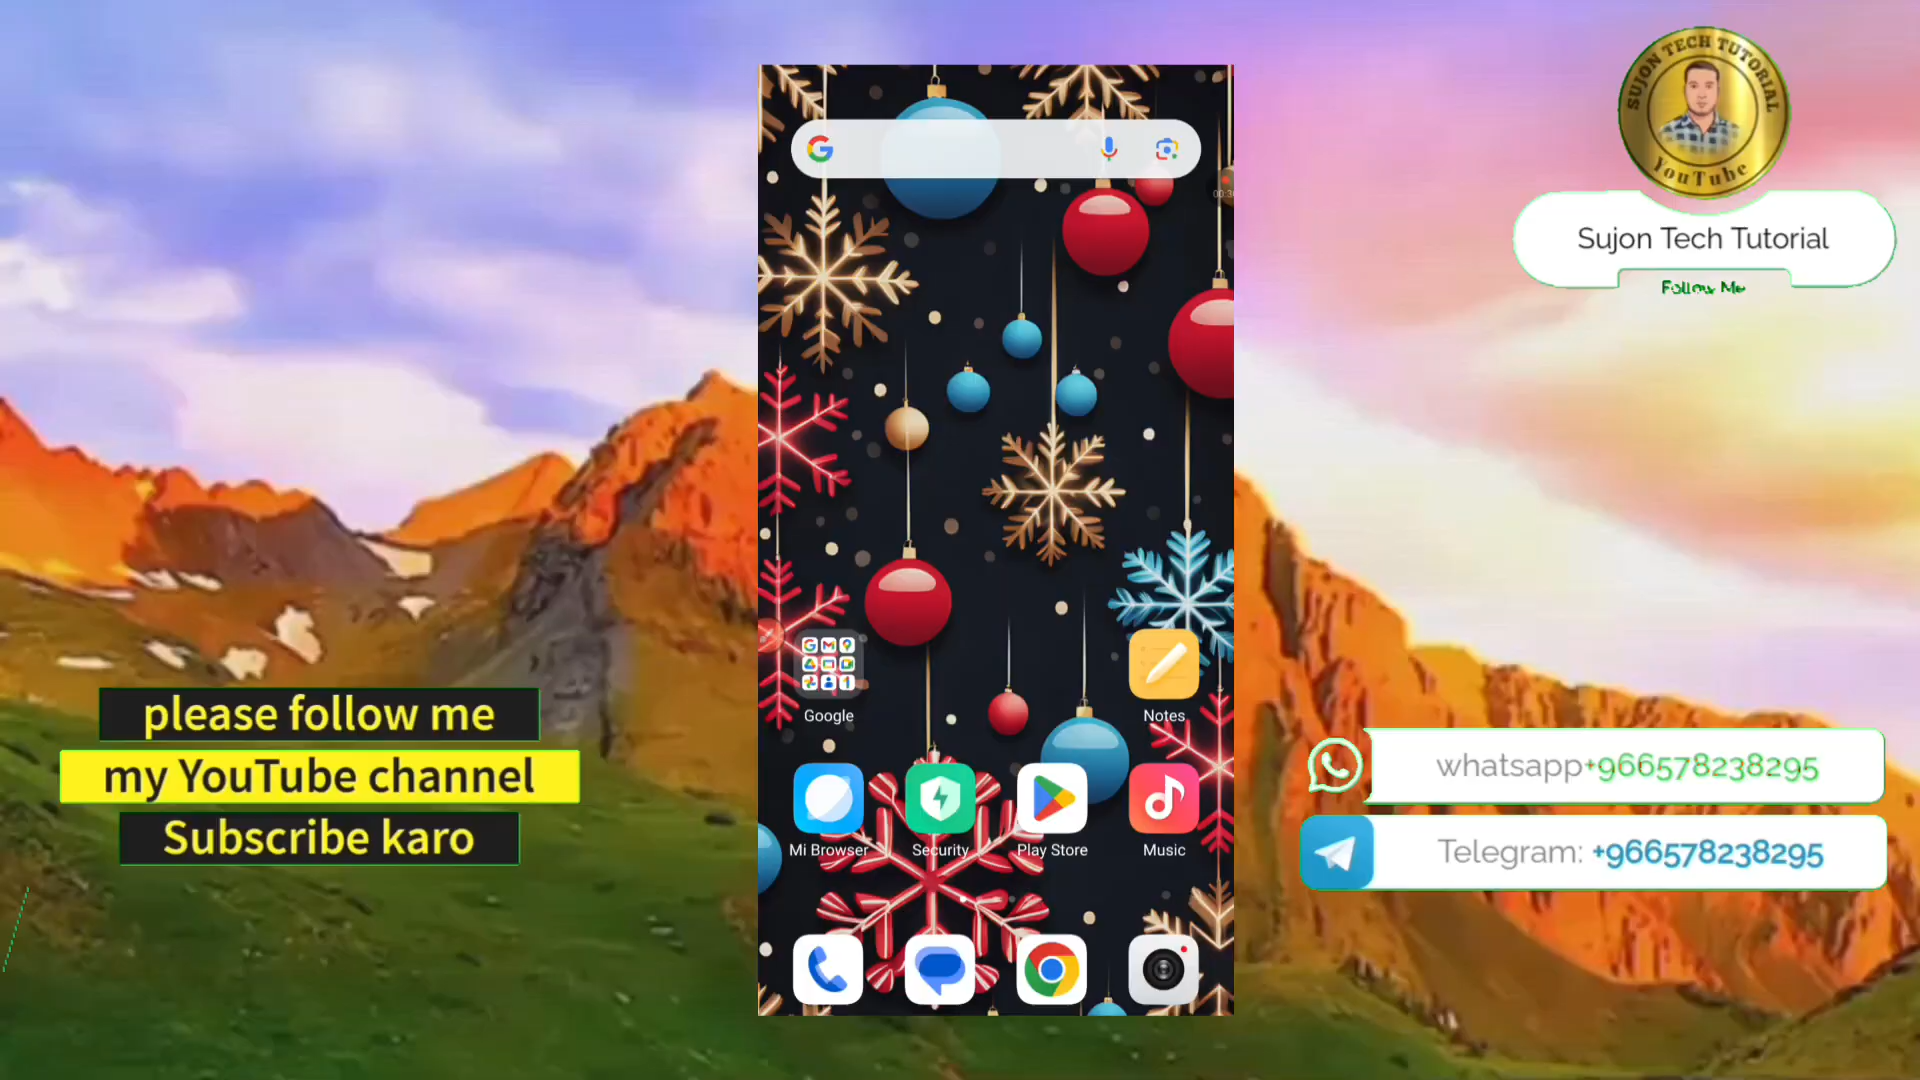 SUJON TECH TUTORIAL
YouTube
Sujon Tech Tutorial
Follow Me
Google
Notes
Mi Browser
Security
Play Store
Music
please follow me
my YouTube channel
Subscribe karo
whatsapp+966578238295
Telegram: +966578238295